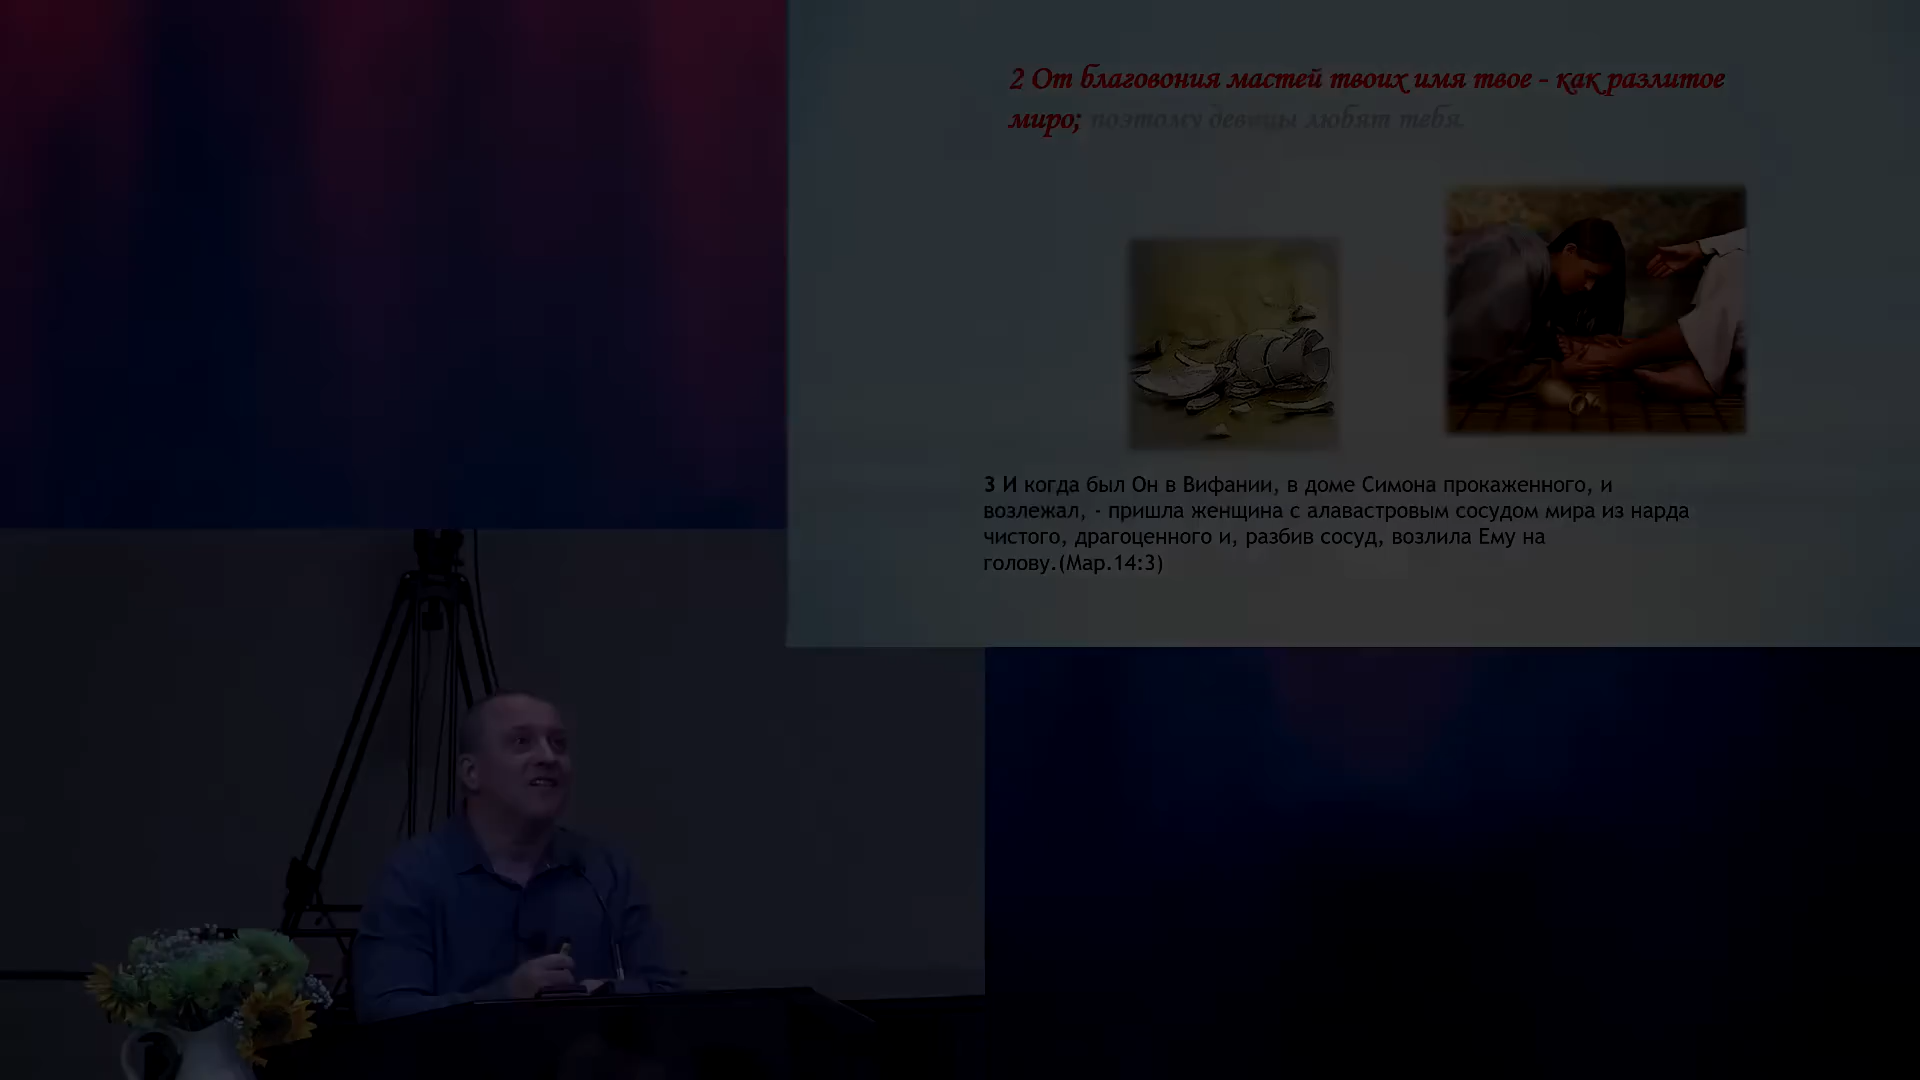 2 От благовония мастей твоих имя твое - как разлитое
миро; поэтому девицы любят тебя.
3 И когда был Он в Вифании, в доме Симона прокаженного, и
возлежал, - пришла женщина с алавастровым сосудом мира из нарда
чистого, драгоценного и, разбив сосуд, возлила Ему на
голову.(Мар.14:3)